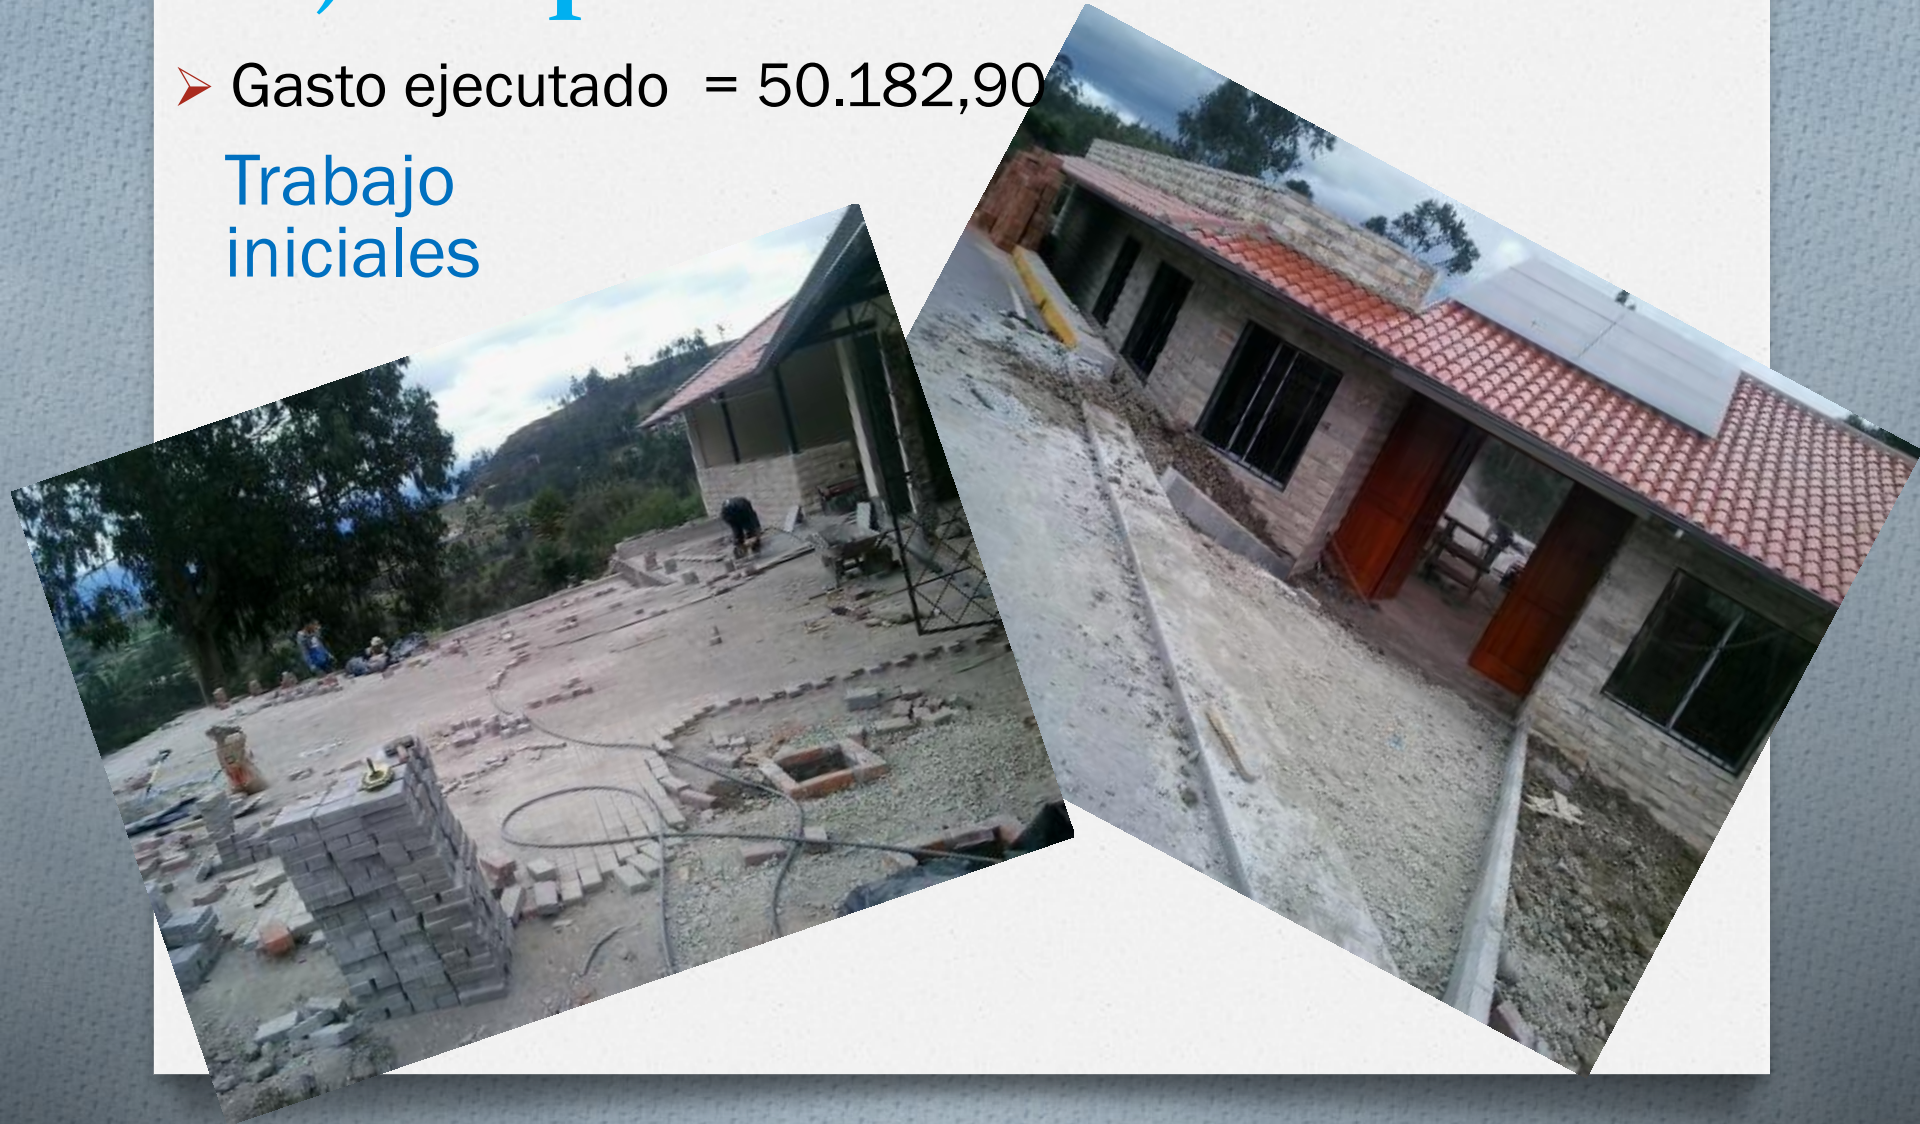 Gasto ejecutado = 50.182,90
Trabajo
iniciales